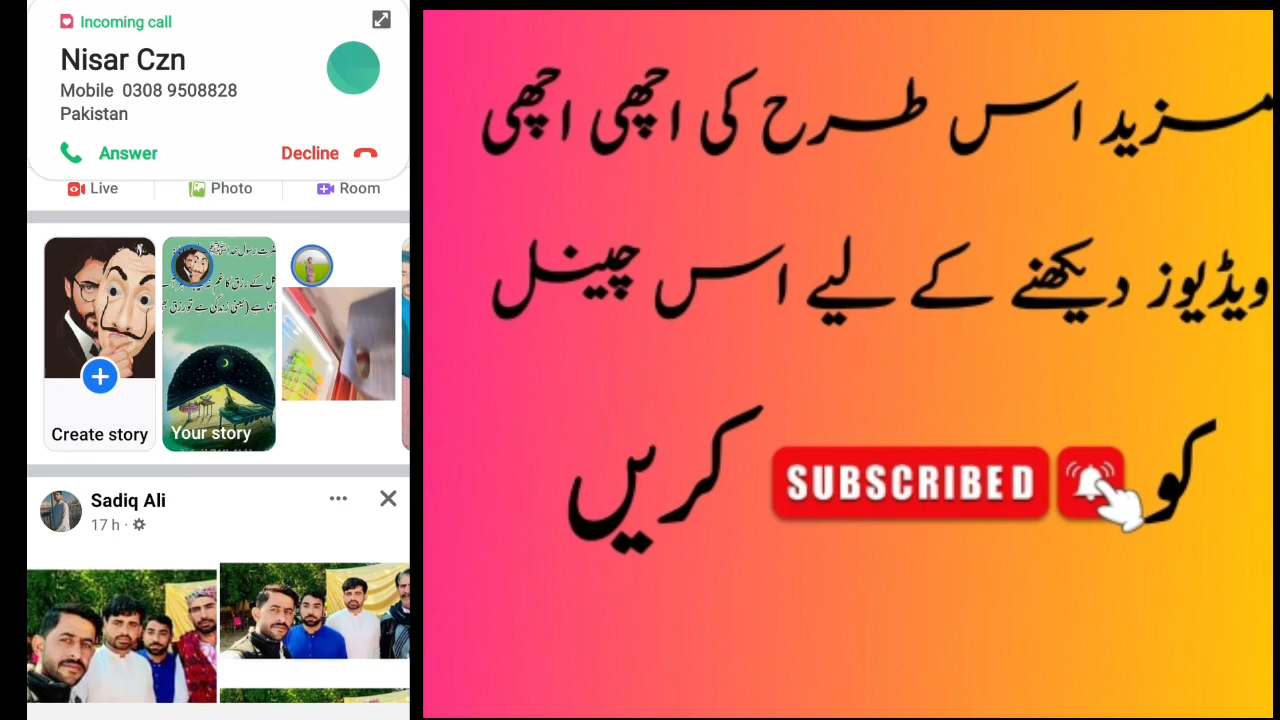 Incoming call
Nisar Czn
Mobile 0308 9508828
Pakistan
Answer
Decline
Live
Photo
Room
Create story
Your story
Sadiq Ali
17 h ·
مزید اس طرح کی اچھی اچھی
ویڈیوز دیکھنے کے لیے اس چینل
کو SUBSCRIBED کریں